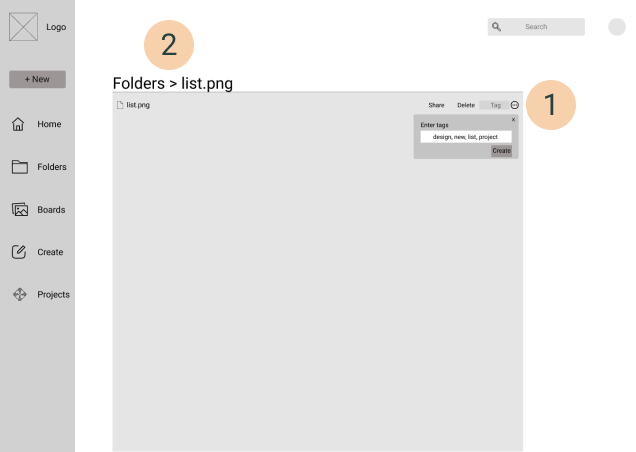 Logo
Search
2
+ New
Folders > list.png
list.png
Share Delete Tag
1
x
Enter tags
design, new, list, project
Create
Home
Folders
Boards
Create
Projects